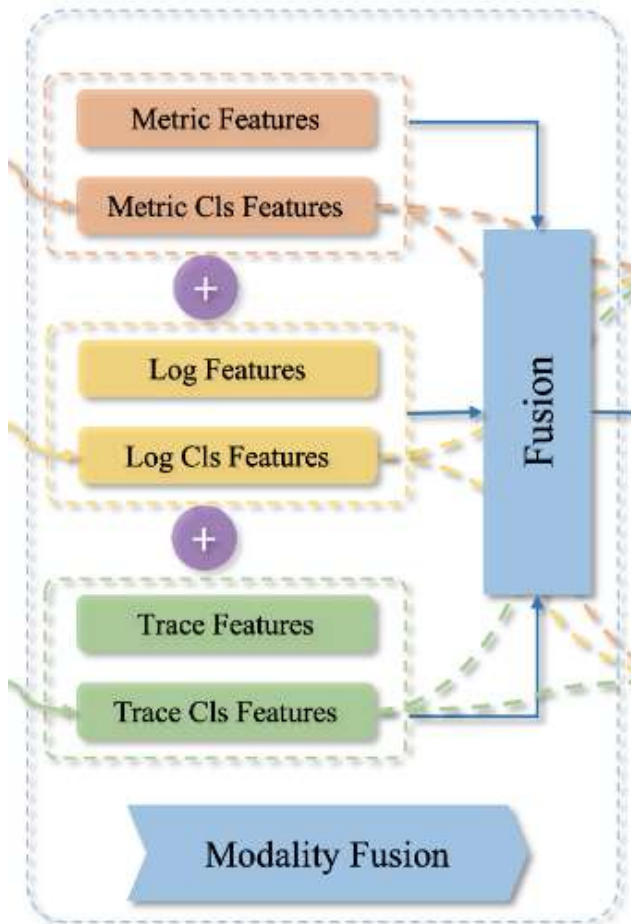 Metric Features
Metric Cls Features
+
Log Features
Log Cls Features
+
Trace Features
Trace Cls Features
Fusion
Modality Fusion